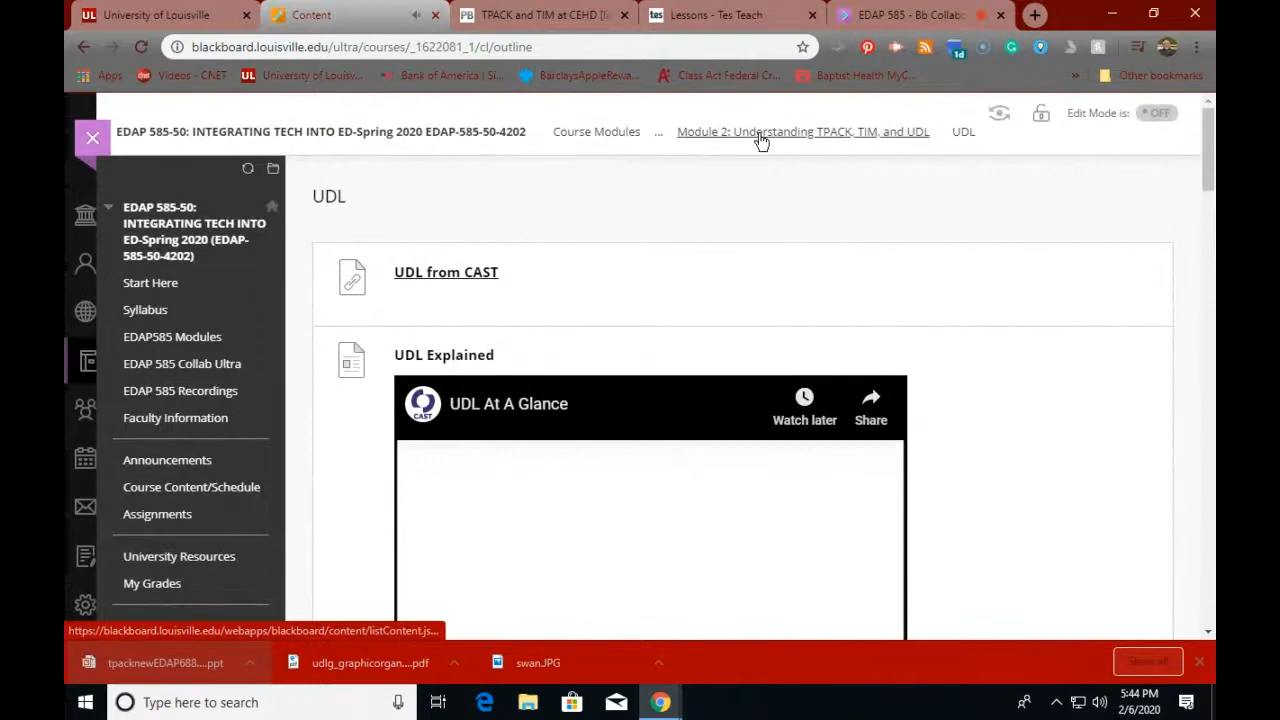 University of Louisville
Content
TPACK and TIM at CEHD [li
Lessons - Tes Teach
EDAP 585 - Bb Collabo
blackboard.louisville.edu/ultra/courses/_1622081_1/cl/outline
1d
Apps
Videos - CNET
University of Louisv...
Bank of America | Si...
BarclaysAppleRewa...
Class Act Federal Cr...
Baptist Health MyC...
»
Other bookmarks
EDAP 585-50: INTEGRATING TECH INTO ED-Spring 2020 EDAP-585-50-4202
Course Modules
...
Module 2: Understanding TPACK, TIM, and UDL
UDL
Edit Mode is:
OFF
EDAP 585-50:
INTEGRATING TECH INTO
ED-Spring 2020 (EDAP-
585-50-4202)
Start Here
Syllabus
EDAP585 Modules
EDAP 585 Collab Ultra
EDAP 585 Recordings
Faculty Information
Announcements
Course Content/Schedule
Assignments
University Resources
My Grades
UDL
UDL from CAST
UDL Explained
CAST
UDL At A Glance
Watch later
Share
https://blackboard.louisville.edu/webapps/blackboard/content/listContent.js...
tpacknewEDAP688....ppt
udlg_graphicorgan....pdf
swan.JPG
Show all
Type here to search
5:44 PM
2/6/2020